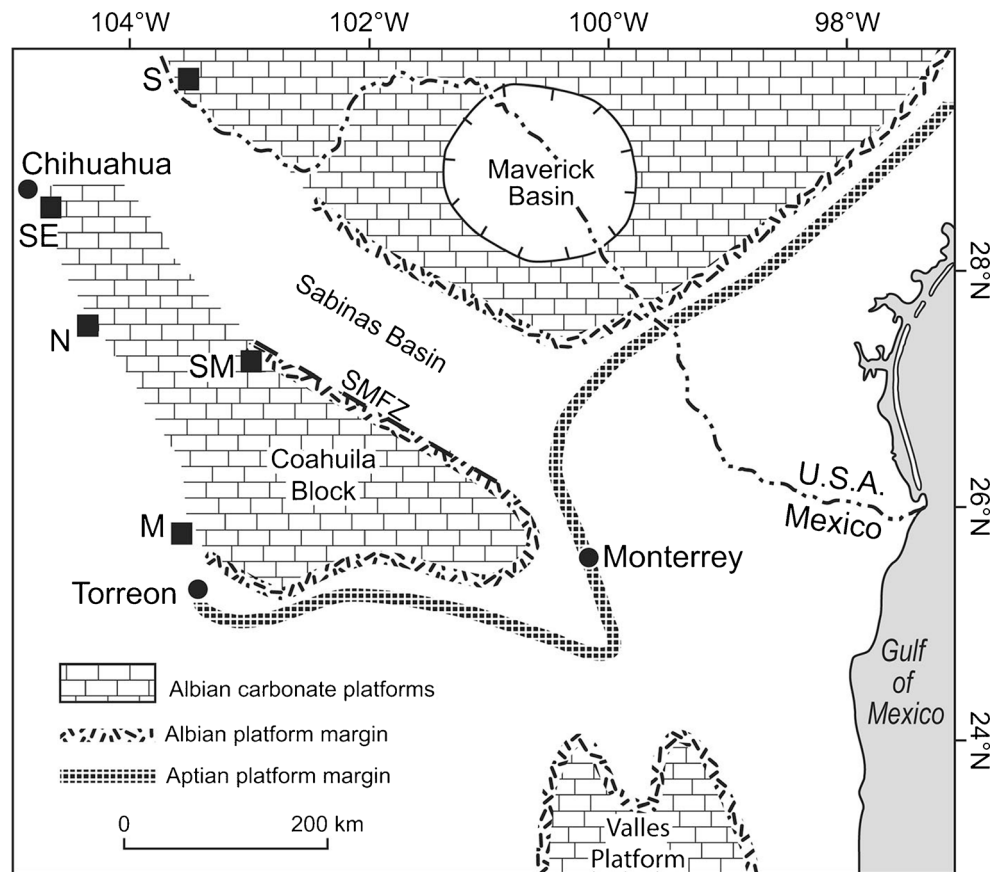 104°W
102°W
100°W
98°W
S
Chihuahua
SE
Maverick
Basin
28°N
Sabinas Basin
N
SM
SMFZ
Coahuila
Block
U.S.A.
Mexico
26°N
M
Monterrey
Torreon
Gulf
of
Mexico
Albian carbonate platforms
Albian platform margin
24°N
Aptian platform margin
0
200 km
Valles
Platform